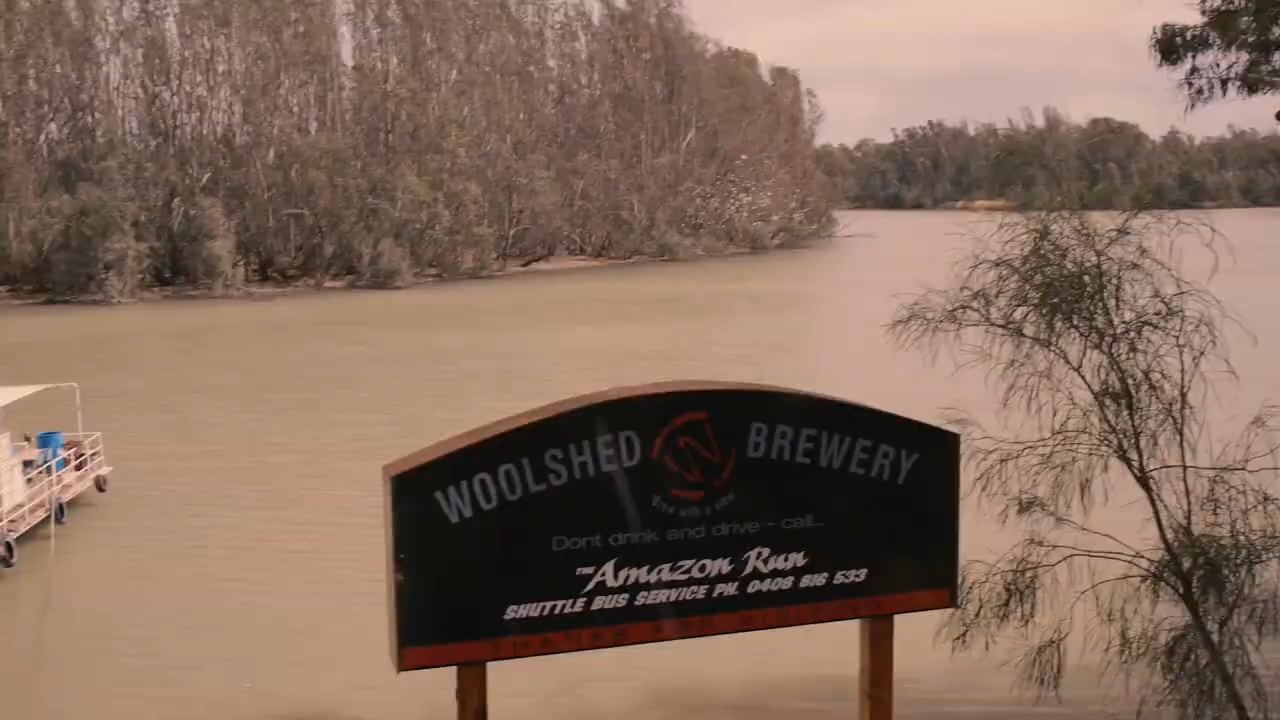 WOOLSHED BREWERY
Dont drink and drive - call...
THE Amazon Run
SHUTTLE BUS SERVICE PH. 0408 816 533